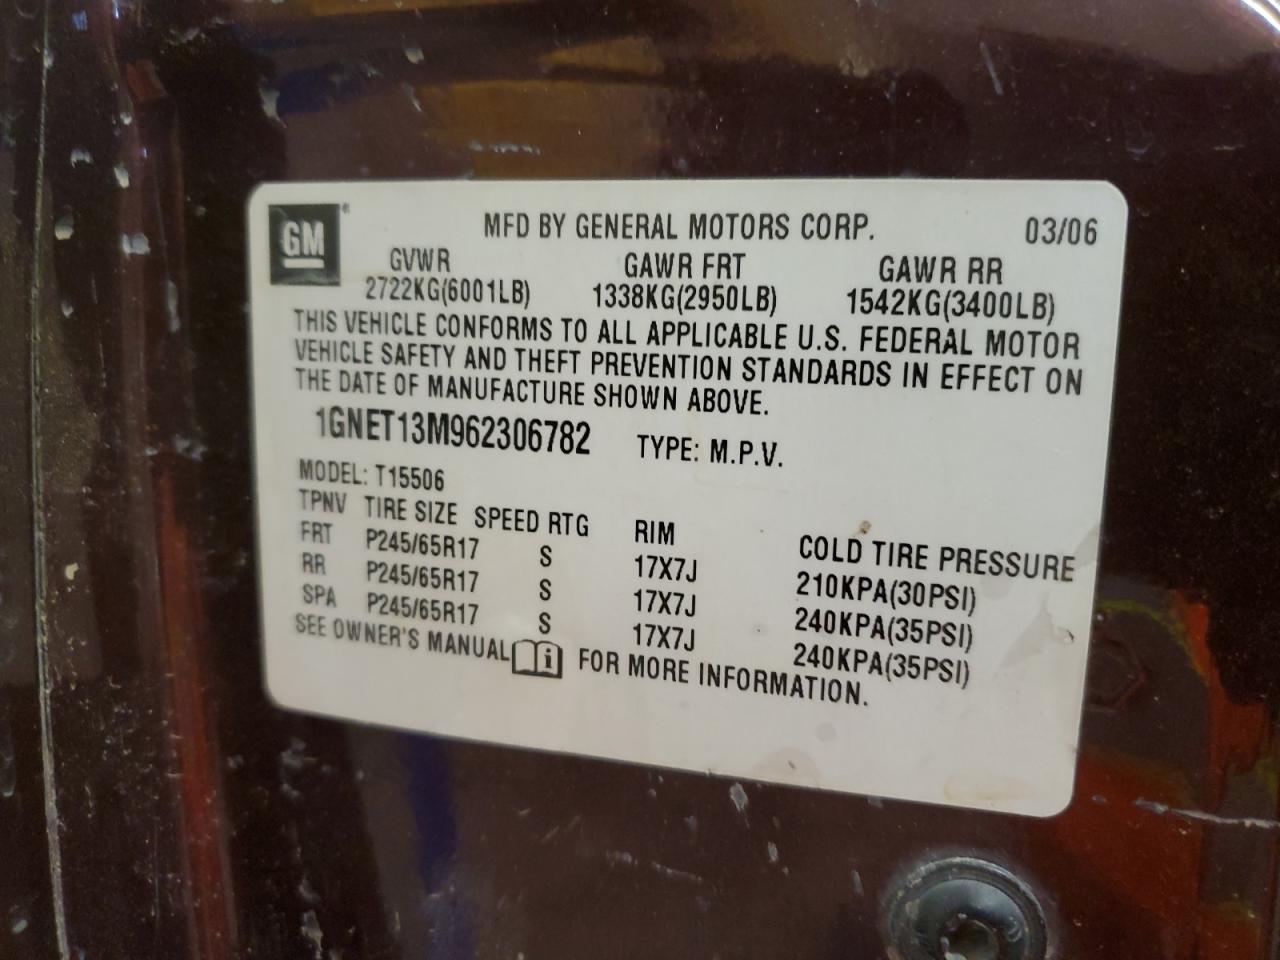 GM® MFD BY GENERAL MOTORS CORP. 03/06
GVWR GAWR FRT GAWR RR
2722KG(6001LB) 1338KG(2950LB) 1542KG(3400LB)
THIS VEHICLE CONFORMS TO ALL APPLICABLE U.S. FEDERAL MOTOR
VEHICLE SAFETY AND THEFT PREVENTION STANDARDS IN EFFECT ON
THE DATE OF MANUFACTURE SHOWN ABOVE.
1GNET13M962306782 TYPE: M.P.V.
MODEL: T15506
TPNV TIRE SIZE SPEED RTG RIM COLD TIRE PRESSURE
FRT P245/65R17 S 17X7J 210KPA(30PSI)
RR P245/65R17 S 17X7J 240KPA(35PSI)
SPA P245/65R17 S 17X7J 240KPA(35PSI)
SEE OWNER'S MANUAL i FOR MORE INFORMATION.